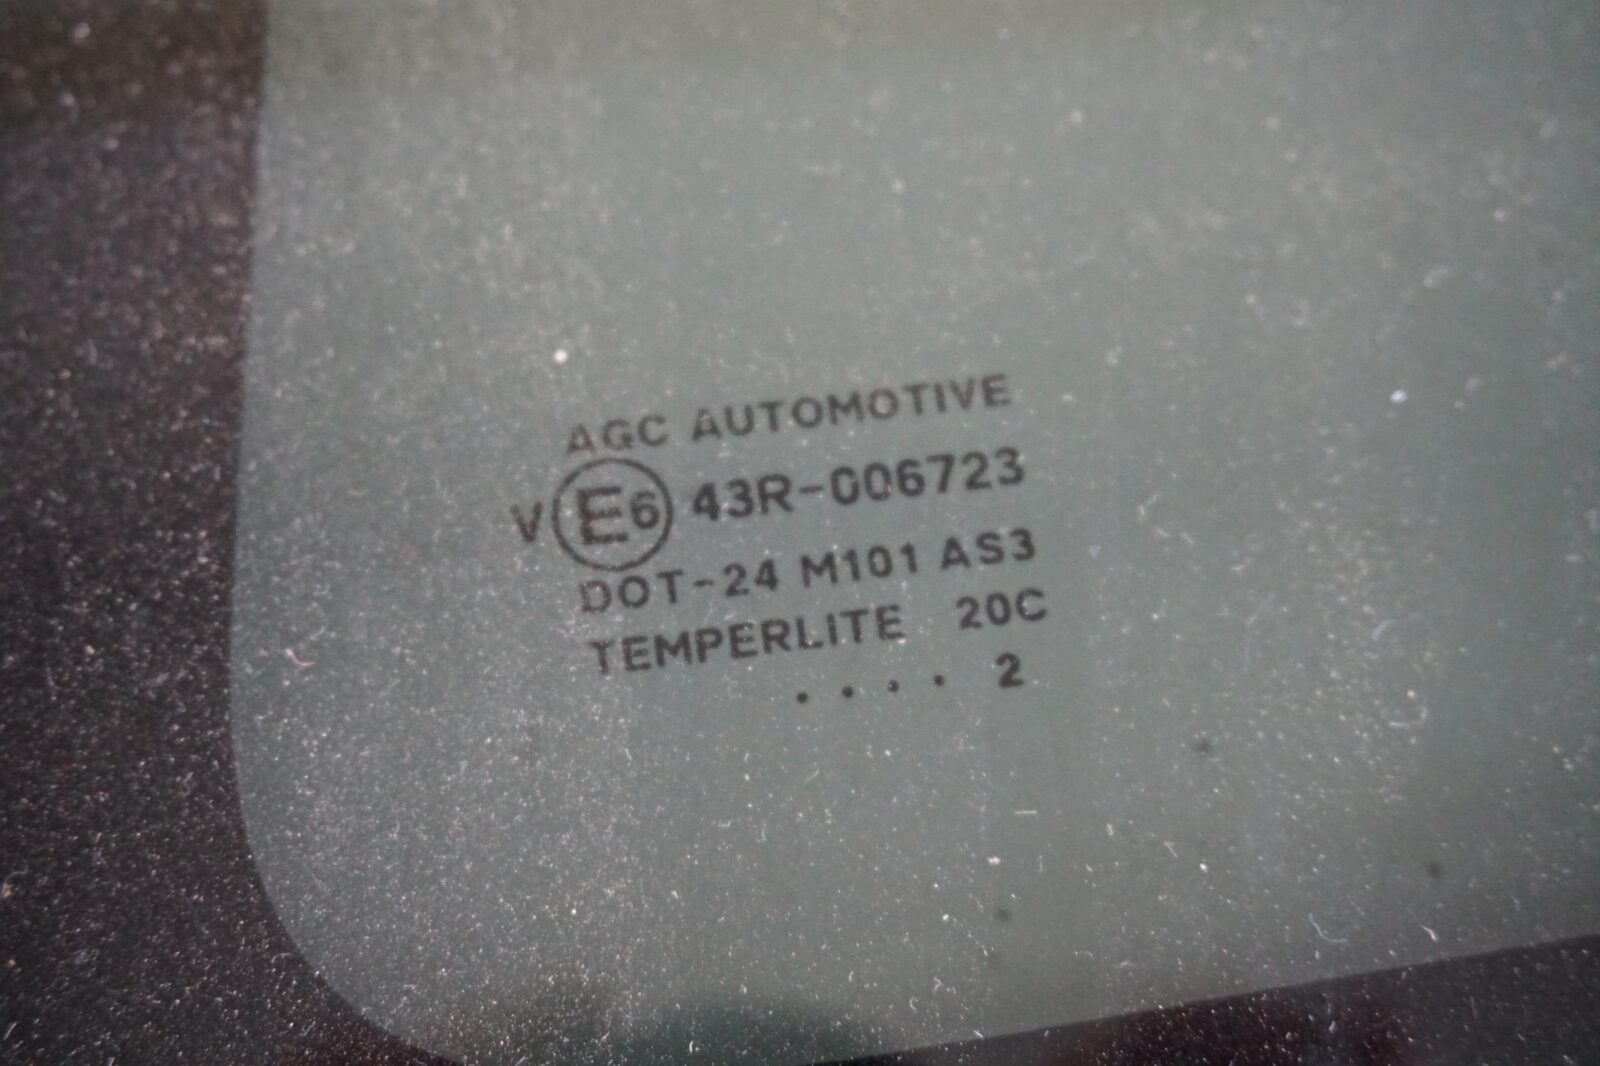 AGC AUTOMOTIVE
V E6 43R-006723
DOT-24 M101 AS3
TEMPERLITE 20C
. . . . 2